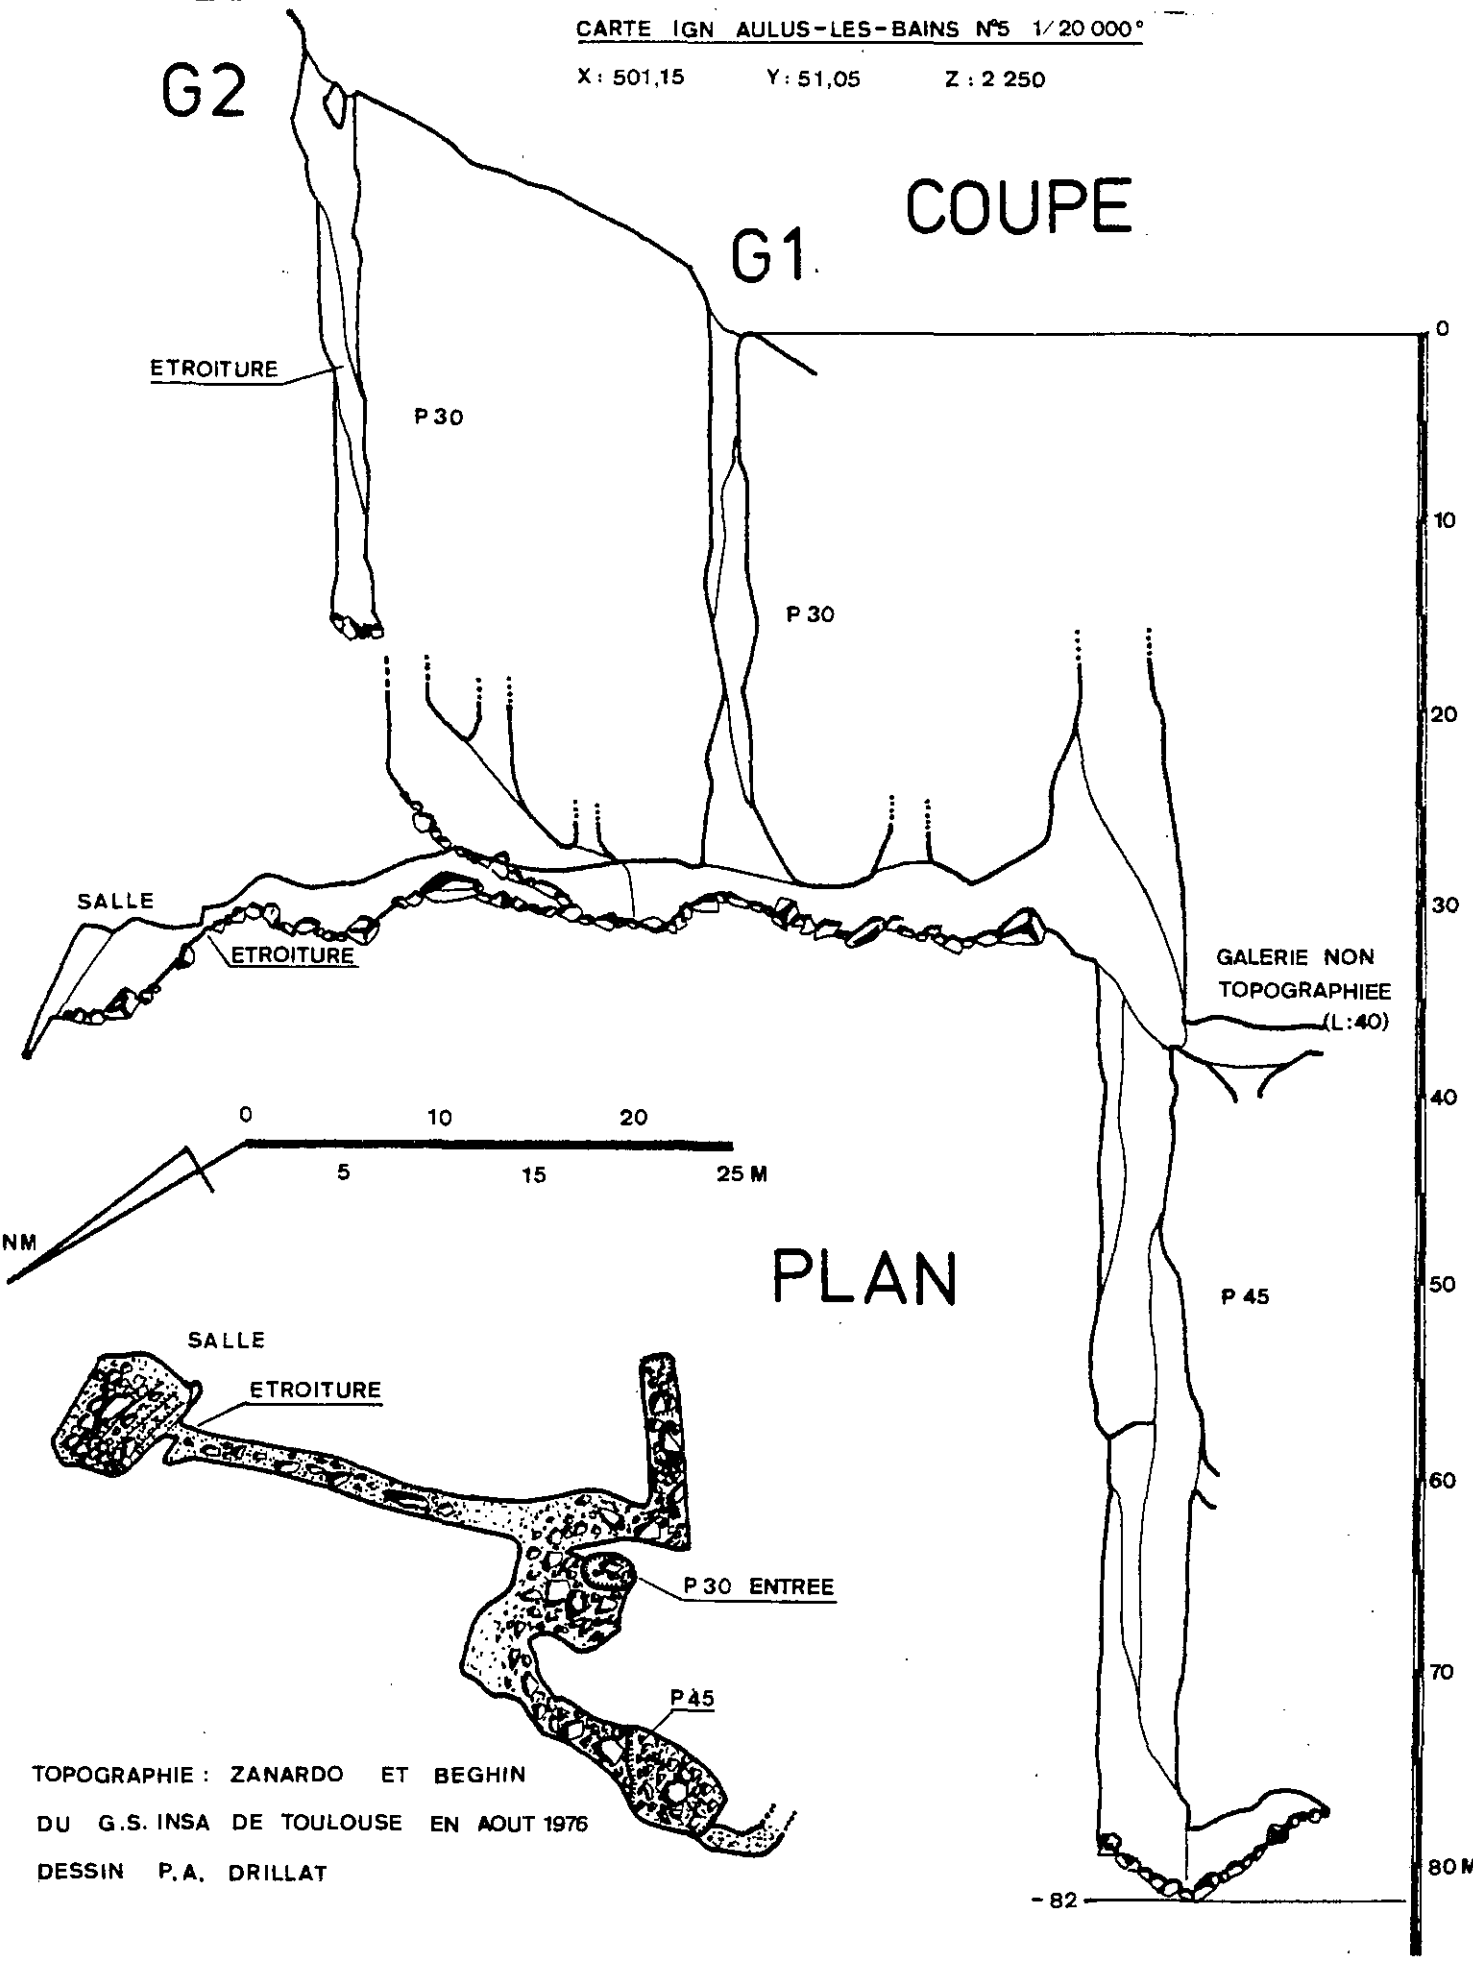 CARTE IGN AULUS-LES-BAINS N°5 1/20 000°
X: 501,15 Y: 51,05 Z: 2 250
G2
COUPE
G1
0
ETROITURE
P 30
10
P 30
20
SALLE
30
ETROITURE
GALERIE NON
TOPOGRAPHIEE
(L:40)
40
0 10 20
5 15 25 M
NM
PLAN
50
P 45
SALLE
ETROITURE
60
P 30 ENTREE
70
P45
TOPOGRAPHIE: ZANARDO ET BEGHIN
DU G.S. INSA DE TOULOUSE EN AOUT 1976
DESSIN P.A. DRILLAT
80 M
-82